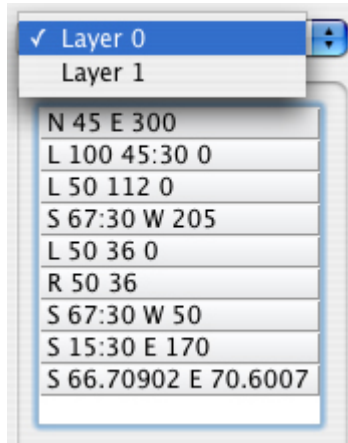 ✓ Layer 0
Layer 1
N 45 E 300
L 100 45:30 0
L 50 112 0
S 67:30 W 205
L 50 36 0
R 50 36
S 67:30 W 50
S 15:30 E 170
S 66.70902 E 70.6007